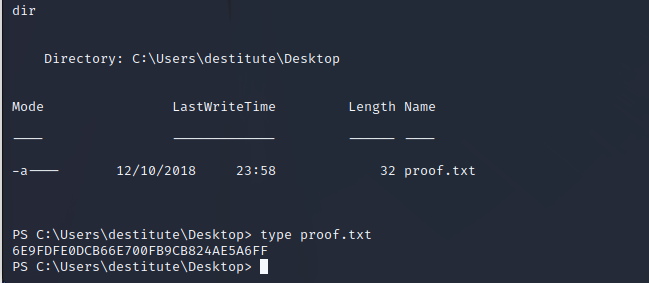 dir
Directory: C:\Users\destitute\Desktop
Mode LastWriteTime Length Name
---- ------------- ------ ----
-a---- 12/10/2018 23:58 32 proof.txt
PS C:\Users\destitute\Desktop> type proof.txt
6E9FDFE0DCB66E700FB9CB824AE5A6FF
PS C:\Users\destitute\Desktop>